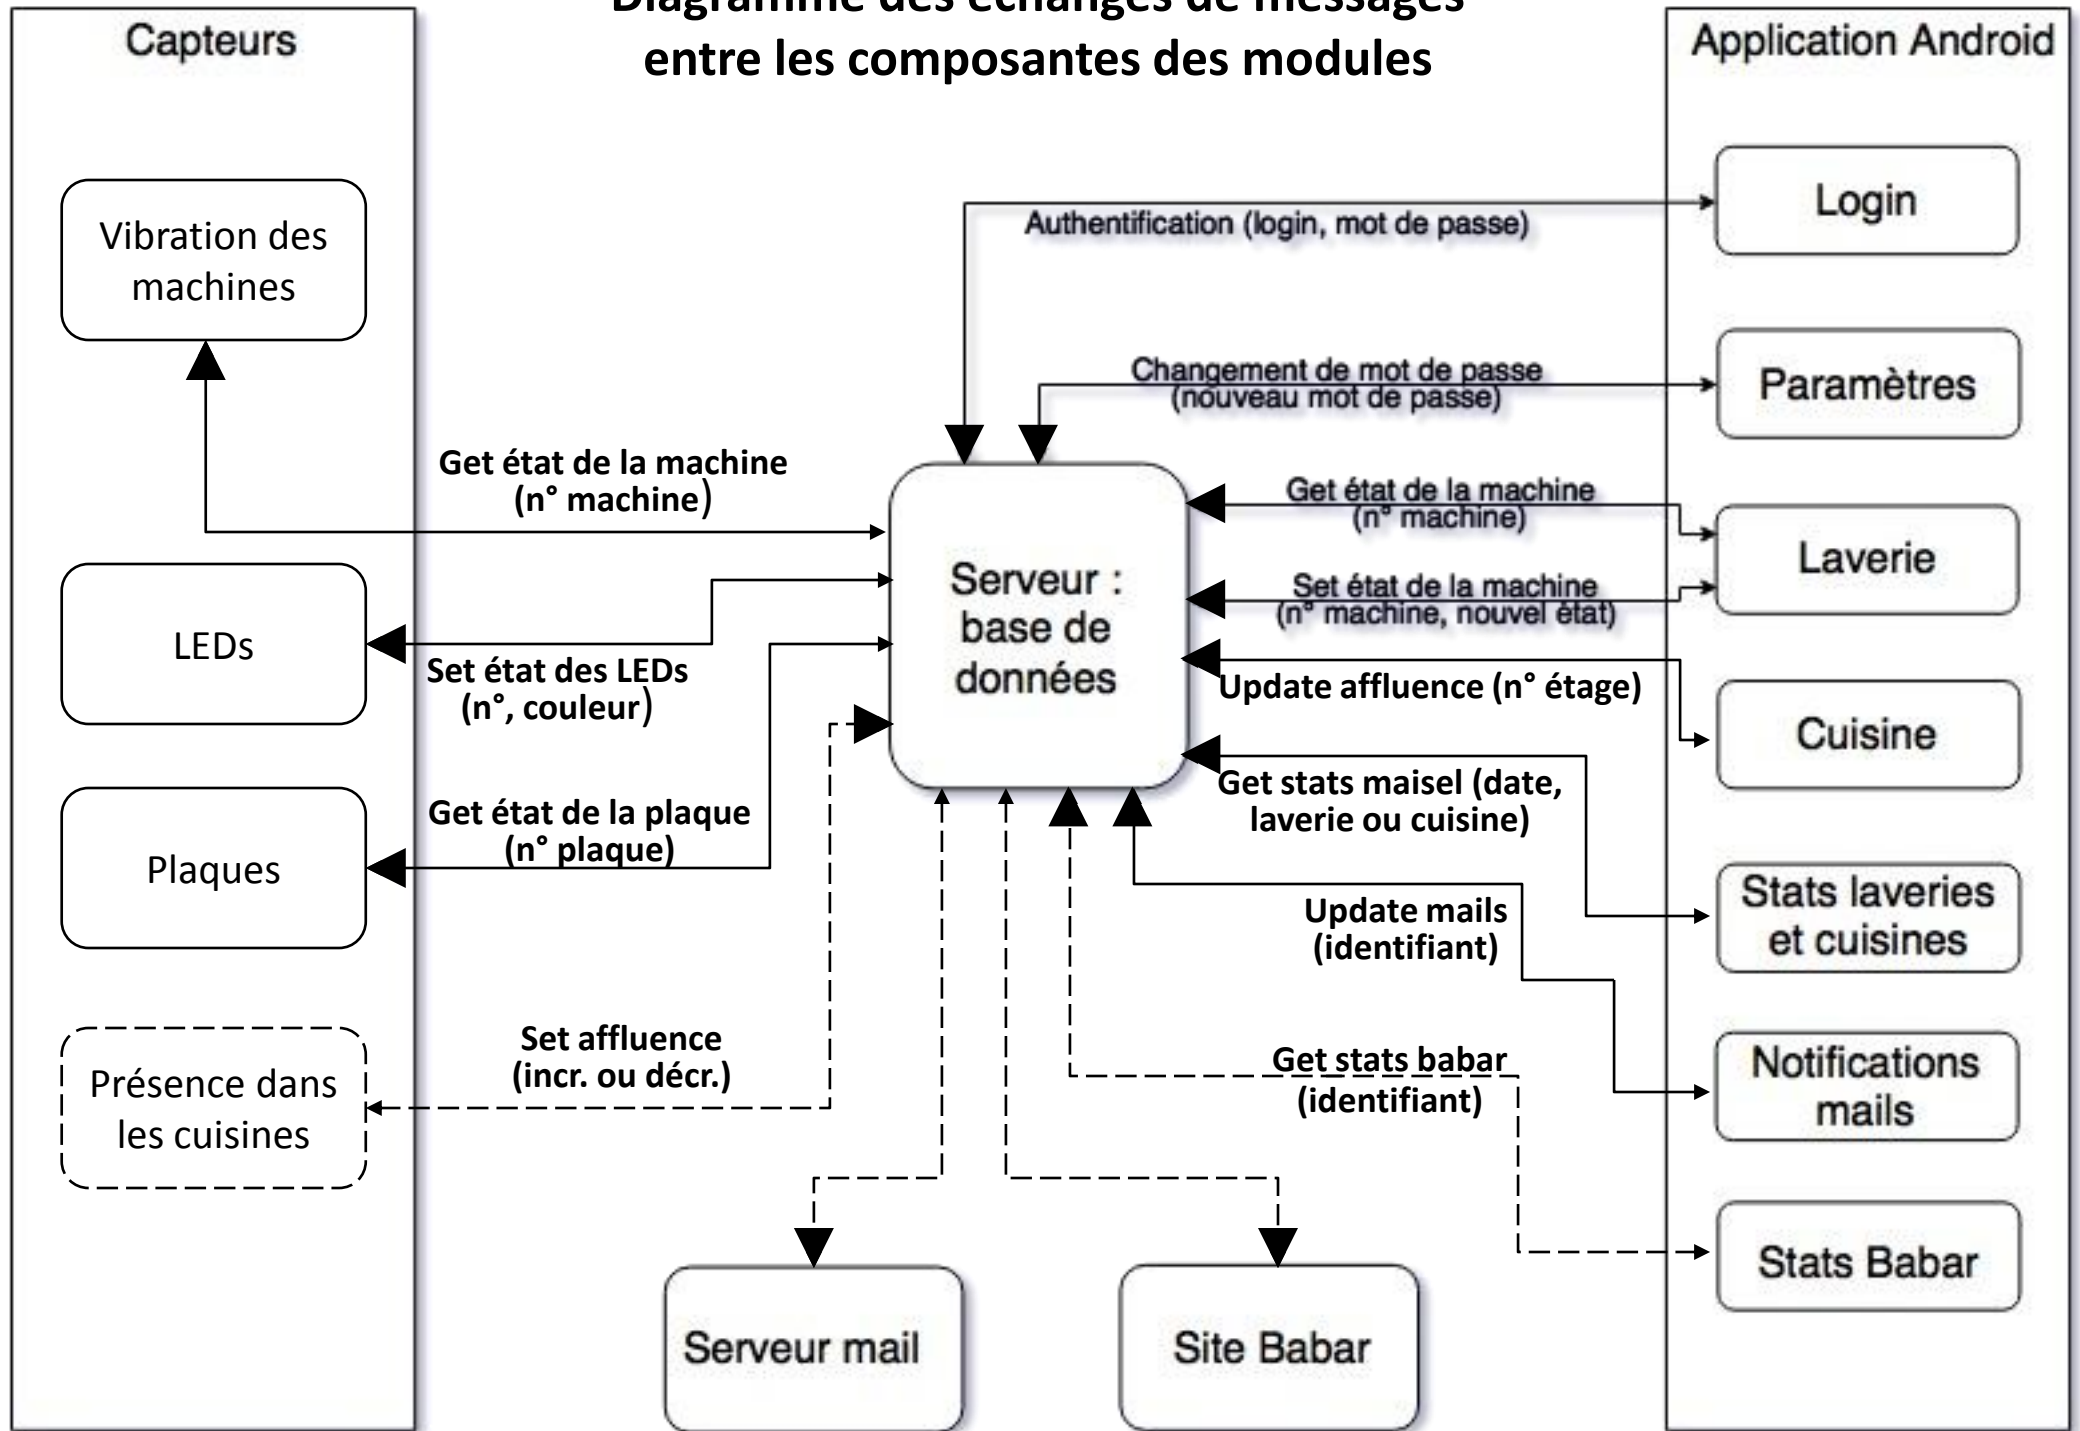 Diagramme des échanges de messages
entre les composantes des modules
Capteurs
Vibration des
machines
LEDs
Plaques
Présence dans
les cuisines
Get état de la machine
(n° machine)
Set état des LEDs
(n°, couleur)
Get état de la plaque
(n° plaque)
Set affluence
(incr. ou décr.)
Serveur :
base de
données
Serveur mail
Site Babar
Authentification (login, mot de passe)
Changement de mot de passe
(nouveau mot de passe)
Get état de la machine
(n° machine)
Set état de la machine
(n° machine, nouvel état)
Update affluence (n° étage)
Get stats maisel (date,
laverie ou cuisine)
Update mails
(identifiant)
Get stats babar
(identifiant)
Application Android
Login
Paramètres
Laverie
Cuisine
Stats laveries
et cuisines
Notifications
mails
Stats Babar